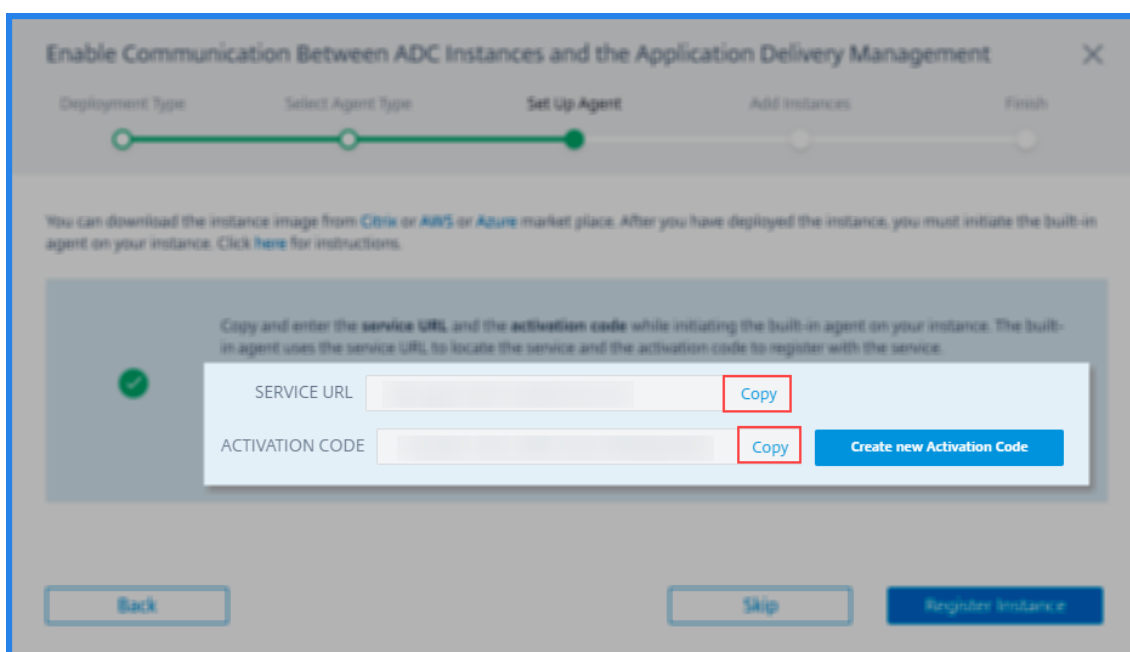 Enable Communication Between ADC Instances and the Application Delivery Management
Deployment Type Select Agent Type Set Up Agent Add Instances Finish
You can download the instance image from Citrix or AWS or Azure market place. After you have deployed the instance, you must initiate the built-in
agent on your instance. Click here for instructions.
Copy and enter the service URL and the activation code while initiating the built-in agent on your instance. The built-
in agent uses the service URL to locate the service and the activation code to register with the service.
SERVICE URL Copy
ACTIVATION CODE Copy Create new Activation Code
Back Skip Register Instance